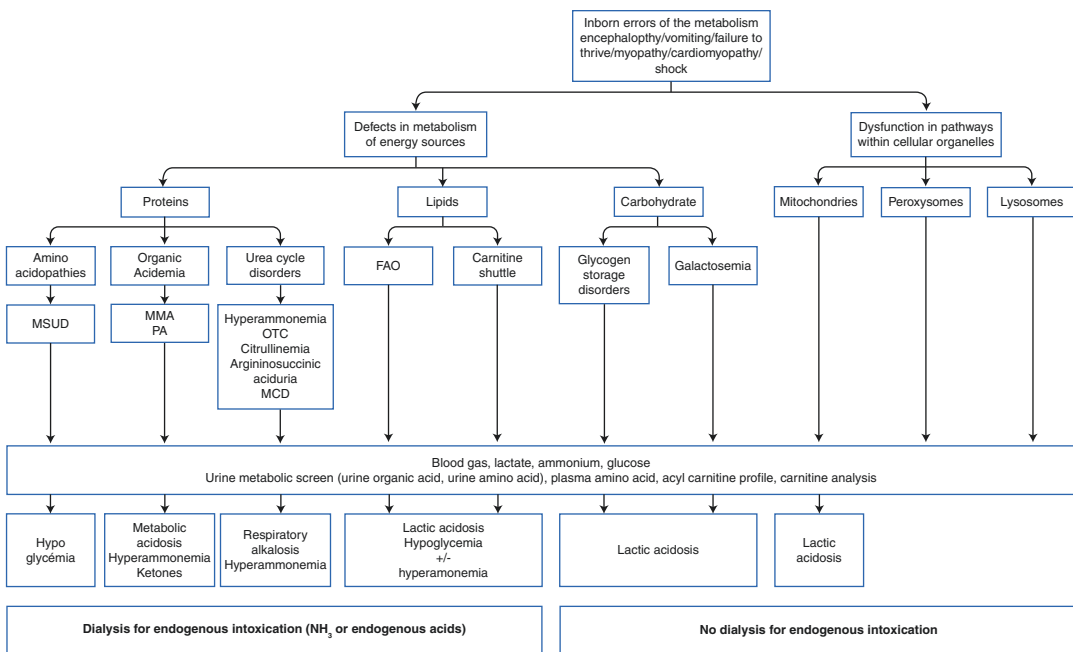 Inborn errors of the metabolism
encephalopthy/vomiting/failure to
thrive/myopathy/cardiomyopathy/
shock
Defects in metabolism
of energy sources
Dysfunction in pathways
within cellular organelles
Proteins
Lipids
Carbohydrate
Mitochondries
Peroxysomes
Lysosomes
Amino
acidopathies
Organic
Acidemia
Urea cycle
disorders
FAO
Carnitine
shuttle
Glycogen
storage
disorders
Galactosemia
MSUD
MMA
PA
Hyperammonemia
OTC
Citrullinemia
Argininosuccinic
aciduria
MCD
Blood gas, lactate, ammonium, glucose
Urine metabolic screen (urine organic acid, urine amino acid), plasma amino acid, acyl carnitine profile, carnitine analysis
Hypo
glycémia
Metabolic
acidosis
Hyperammonemia
Ketones
Respiratory
alkalosis
Hyperammonemia
Lactic acidosis
Hypoglycemia
+/-
hyperamonemia
Lactic acidosis
Lactic
acidosis
Dialysis for endogenous intoxication (NH₃ or endogenous acids)
No dialysis for endogenous intoxication